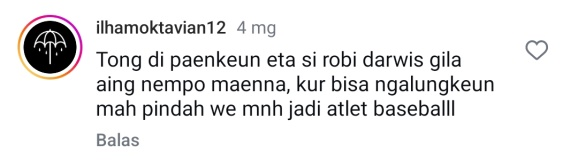 ilhamoktavian12 4 mg
Tong di paenkeun eta si robi darwis gila
aing nempo maenna, kur bisa ngalungkeun
mah pindah we mnh jadi atlet baseballl
Balas